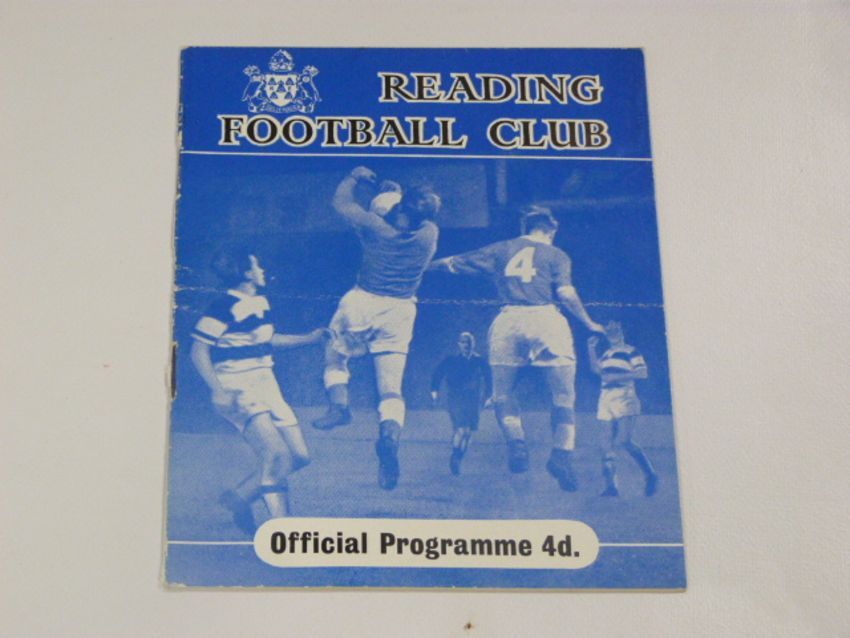 READING
FOOTBALL CLUB
4
Official Programme 4d.